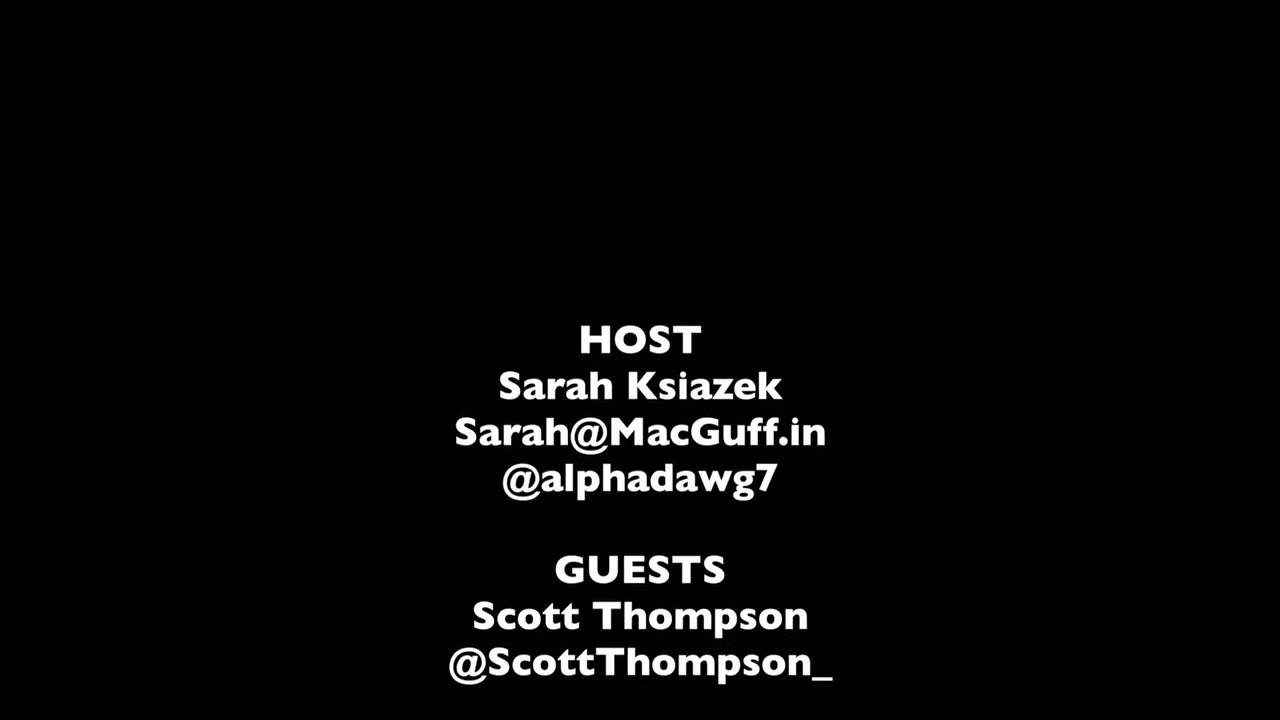 HOST
Sarah Ksiazek
Sarah@MacGuff.in
@alphadawg7
GUESTS
Scott Thompson
@ScottThompson_